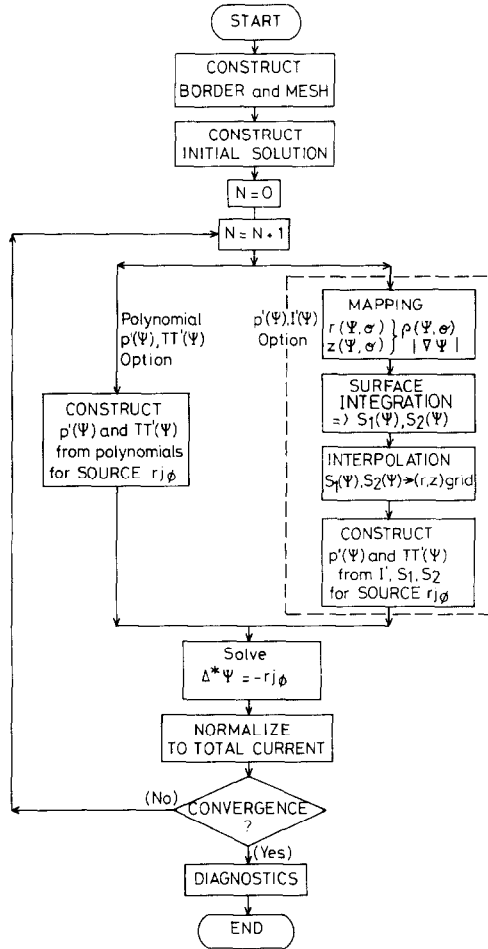 START
CONSTRUCT
BORDER and MESH
CONSTRUCT
INITIAL SOLUTION
N = 0
N = N + 1
Polynomial
p'(Ψ), TT'(Ψ)
Option
CONSTRUCT
p'(Ψ) and TT'(Ψ)
from polynomials
for SOURCE rjϕ
p'(Ψ), I'(Ψ)
Option
MAPPING
r(Ψ,σ) } ρ(Ψ,σ)
z(Ψ,σ) } |∇Ψ|
SURFACE
INTEGRATION
=> S₁(Ψ), S₂(Ψ)
INTERPOLATION
S₁(Ψ), S₂(Ψ)→(r,z)grid
CONSTRUCT
p'(Ψ) and TT'(Ψ)
from I', S₁, S₂
for SOURCE rjϕ
Solve
Δ*Ψ = -rjϕ
NORMALIZE
TO TOTAL CURRENT
(No)
CONVERGENCE
?
(Yes)
DIAGNOSTICS
END